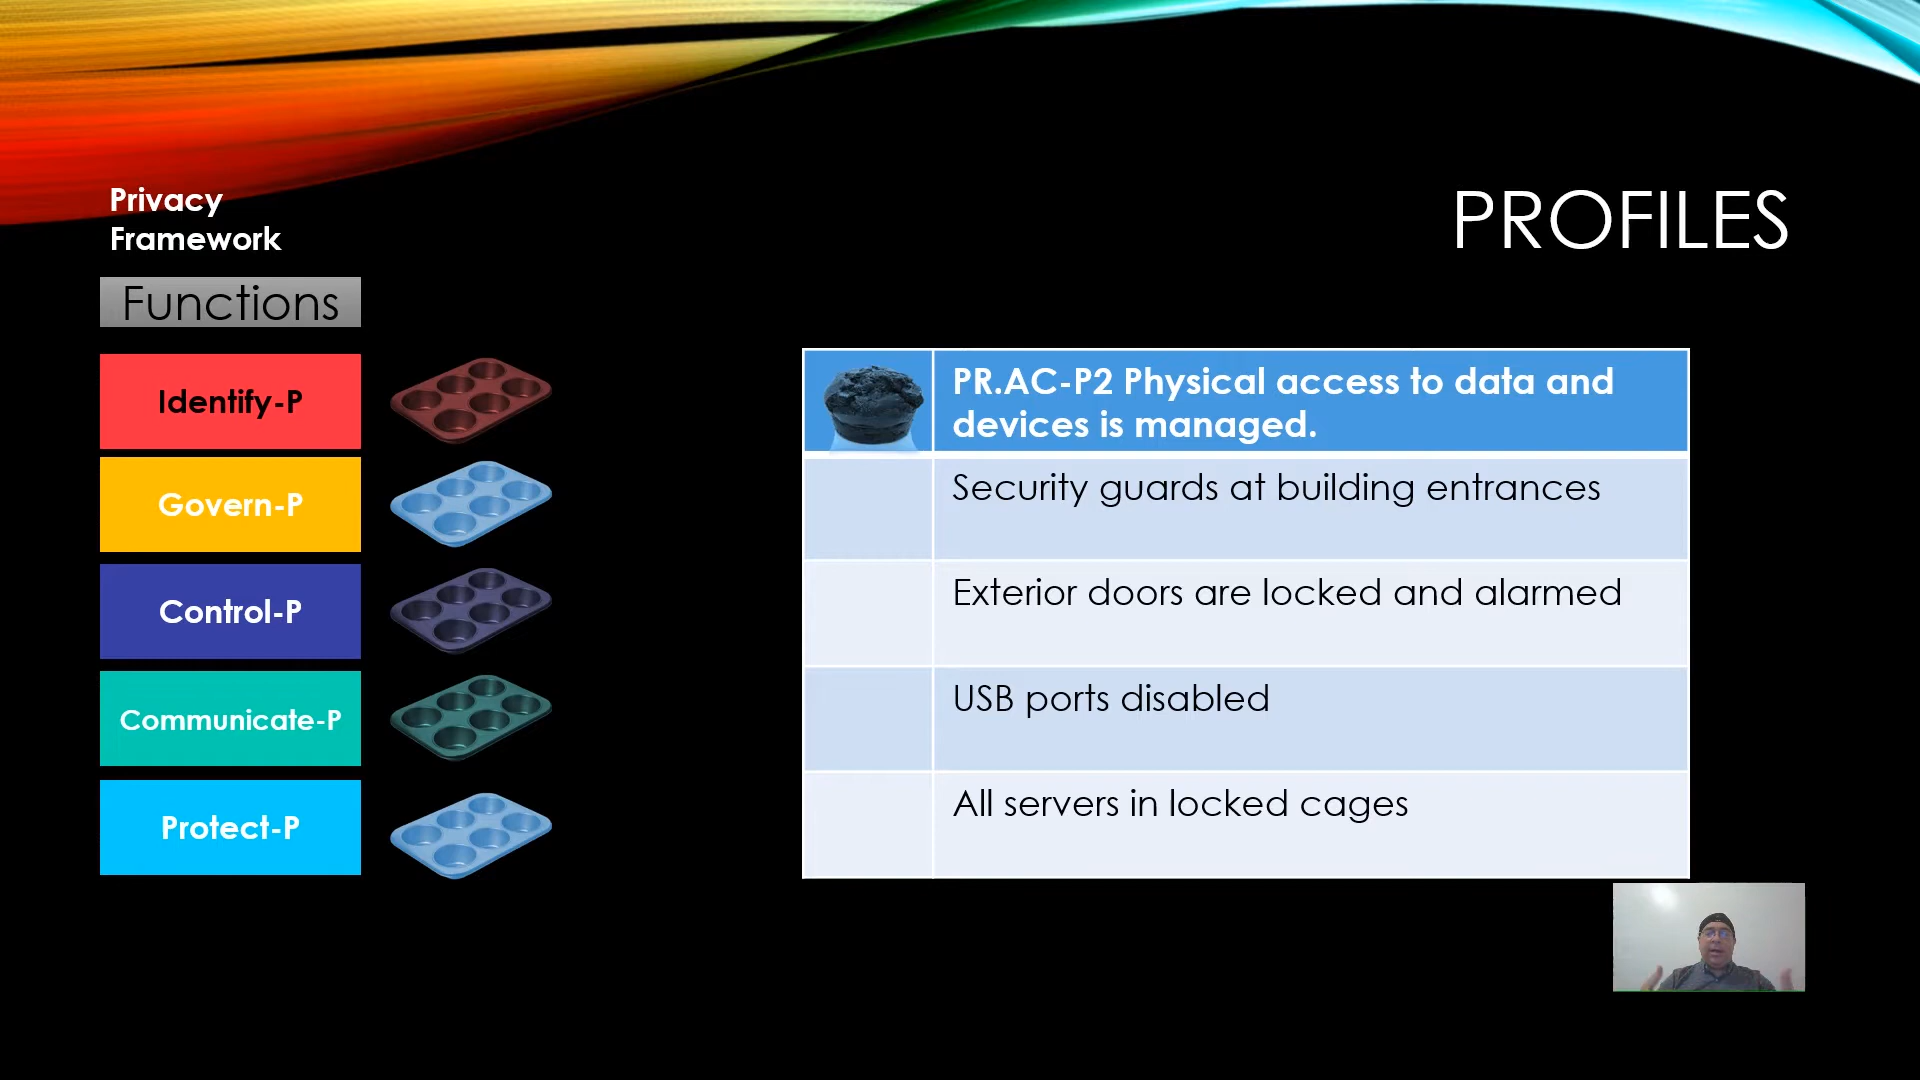 Privacy
Framework
PROFILES
Functions
Identify-P
Govern-P
Control-P
Communicate-P
Protect-P
PR.AC-P2 Physical access to data and
devices is managed.
Security guards at building entrances
Exterior doors are locked and alarmed
USB ports disabled
All servers in locked cages